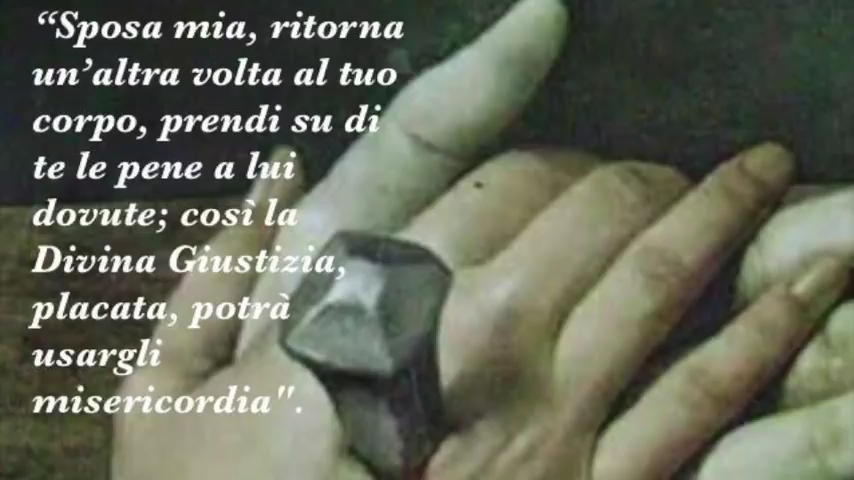 “Sposa mia, ritorna
un’altra volta al tuo
corpo, prendi su di
te le pene a lui
dovute; così la
Divina Giustizia,
placata, potrà
usargli
misericordia".